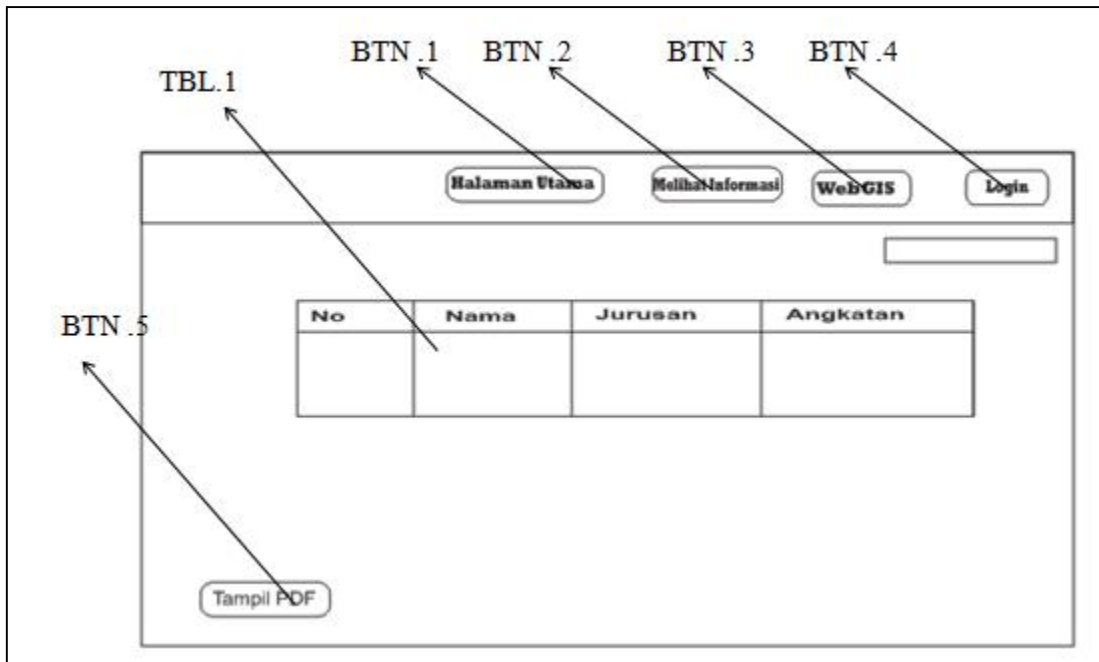 BTN .1 BTN .2 BTN .3 BTN .4
TBL.1
Halaman Utama Melihat Informasi WebGIS Login
No Nama Jurusan Angkatan
BTN .5
Tampil PDF